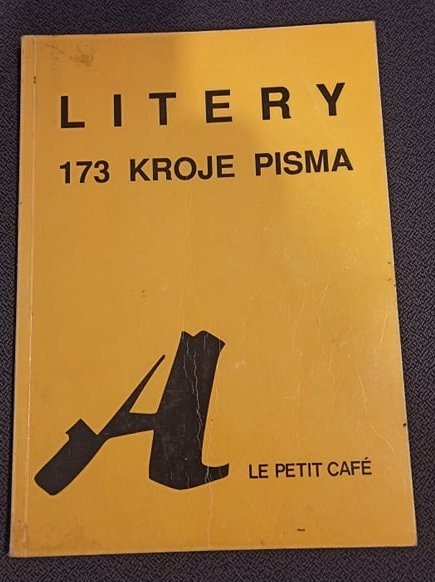 LITERY
173 KROJE PISMA
A
LE PETIT CAFÉ